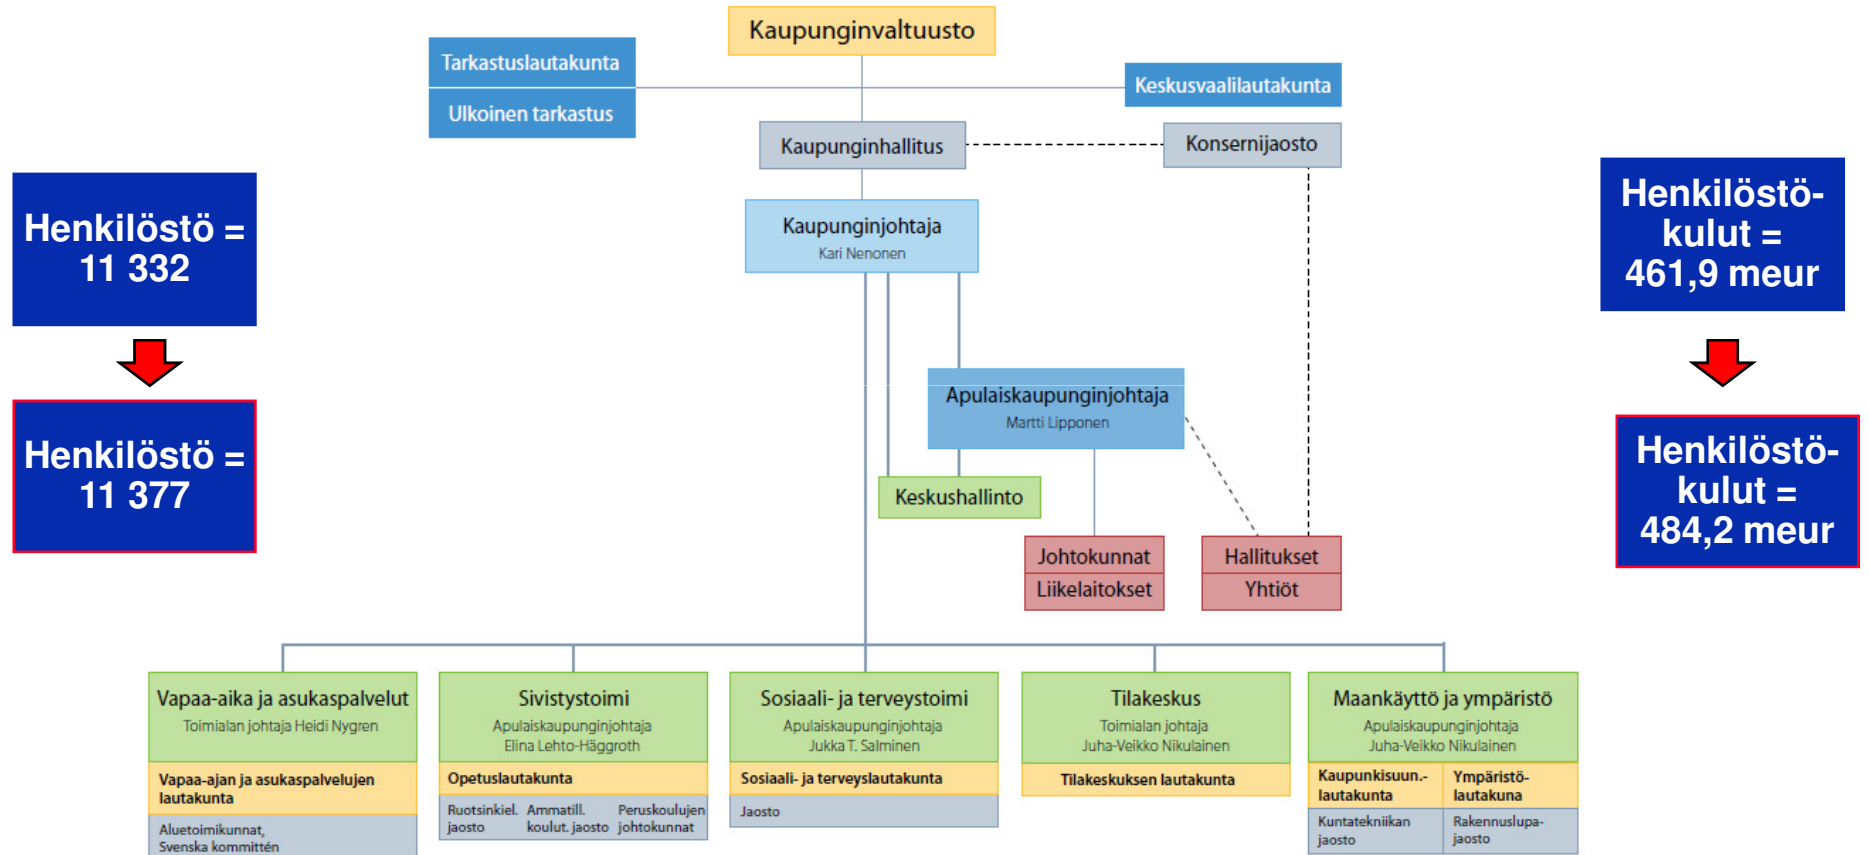 Kaupunginvaltuusto
Tarkastuslautakunta
Ulkoinen tarkastus
Keskusvaalilautakunta
Kaupunginhallitus
Konsernijaosto
Henkilöstö =
11 332
Henkilöstö =
11 377
Henkilöstö-
kulut =
461,9 meur
Henkilöstö-
kulut =
484,2 meur
Kaupunginjohtaja
Kari Nenonen
Apulaiskaupunginjohtaja
Martti Lipponen
Keskushallinto
Johtokunnat
Liikelaitokset
Hallitukset
Yhtiöt
Vapaa-aika ja asukaspalvelut
Toimialan johtaja Heidi Nygren
Vapaa-ajan ja asukaspalvelujen
lautakunta
Aluetoimikunnat,
Svenska kommittén
Sivistystoimi
Apulaiskaupunginjohtaja
Elina Lehto-Häggroth
Opetuslautakunta
Ruotsinkiel.
jaosto
Ammatill.
koulut. jaosto
Peruskoulujen
johtokunnat
Sosiaali- ja terveystoimi
Apulaiskaupunginjohtaja
Jukka T. Salminen
Sosiaali- ja terveyslautakunta
Jaosto
Tilakeskus
Toimialan johtaja
Juha-Veikko Nikulainen
Tilakeskuksen lautakunta
Maankäyttö ja ympäristö
Apulaiskaupunginjohtaja
Juha-Veikko Nikulainen
Kaupunkisuun.-
lautakunta
Kuntatekniikan
jaosto
Ympäristö-
lautakuna
Rakennuslupa-
jaosto